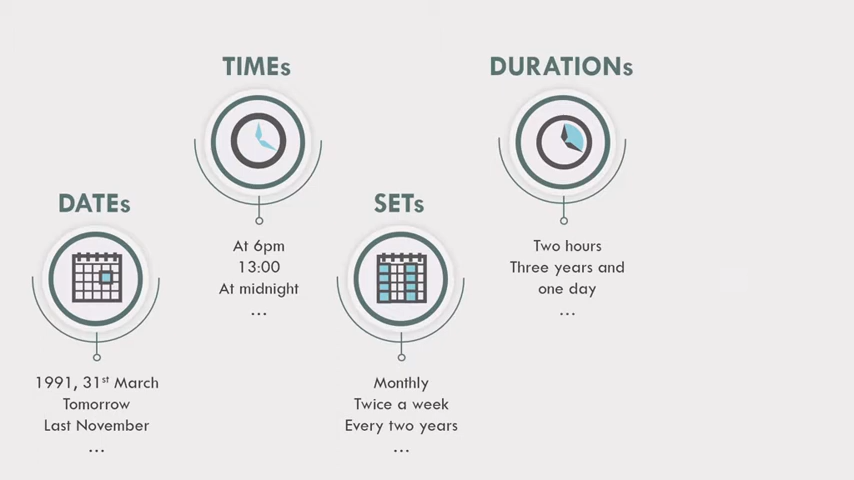 TIMEs
At 6pm
13:00
At midnight
...
DURATIONs
Two hours
Three years and
one day
...
DATEs
1991, 31st March
Tomorrow
Last November
...
SETs
Monthly
Twice a week
Every two years
...